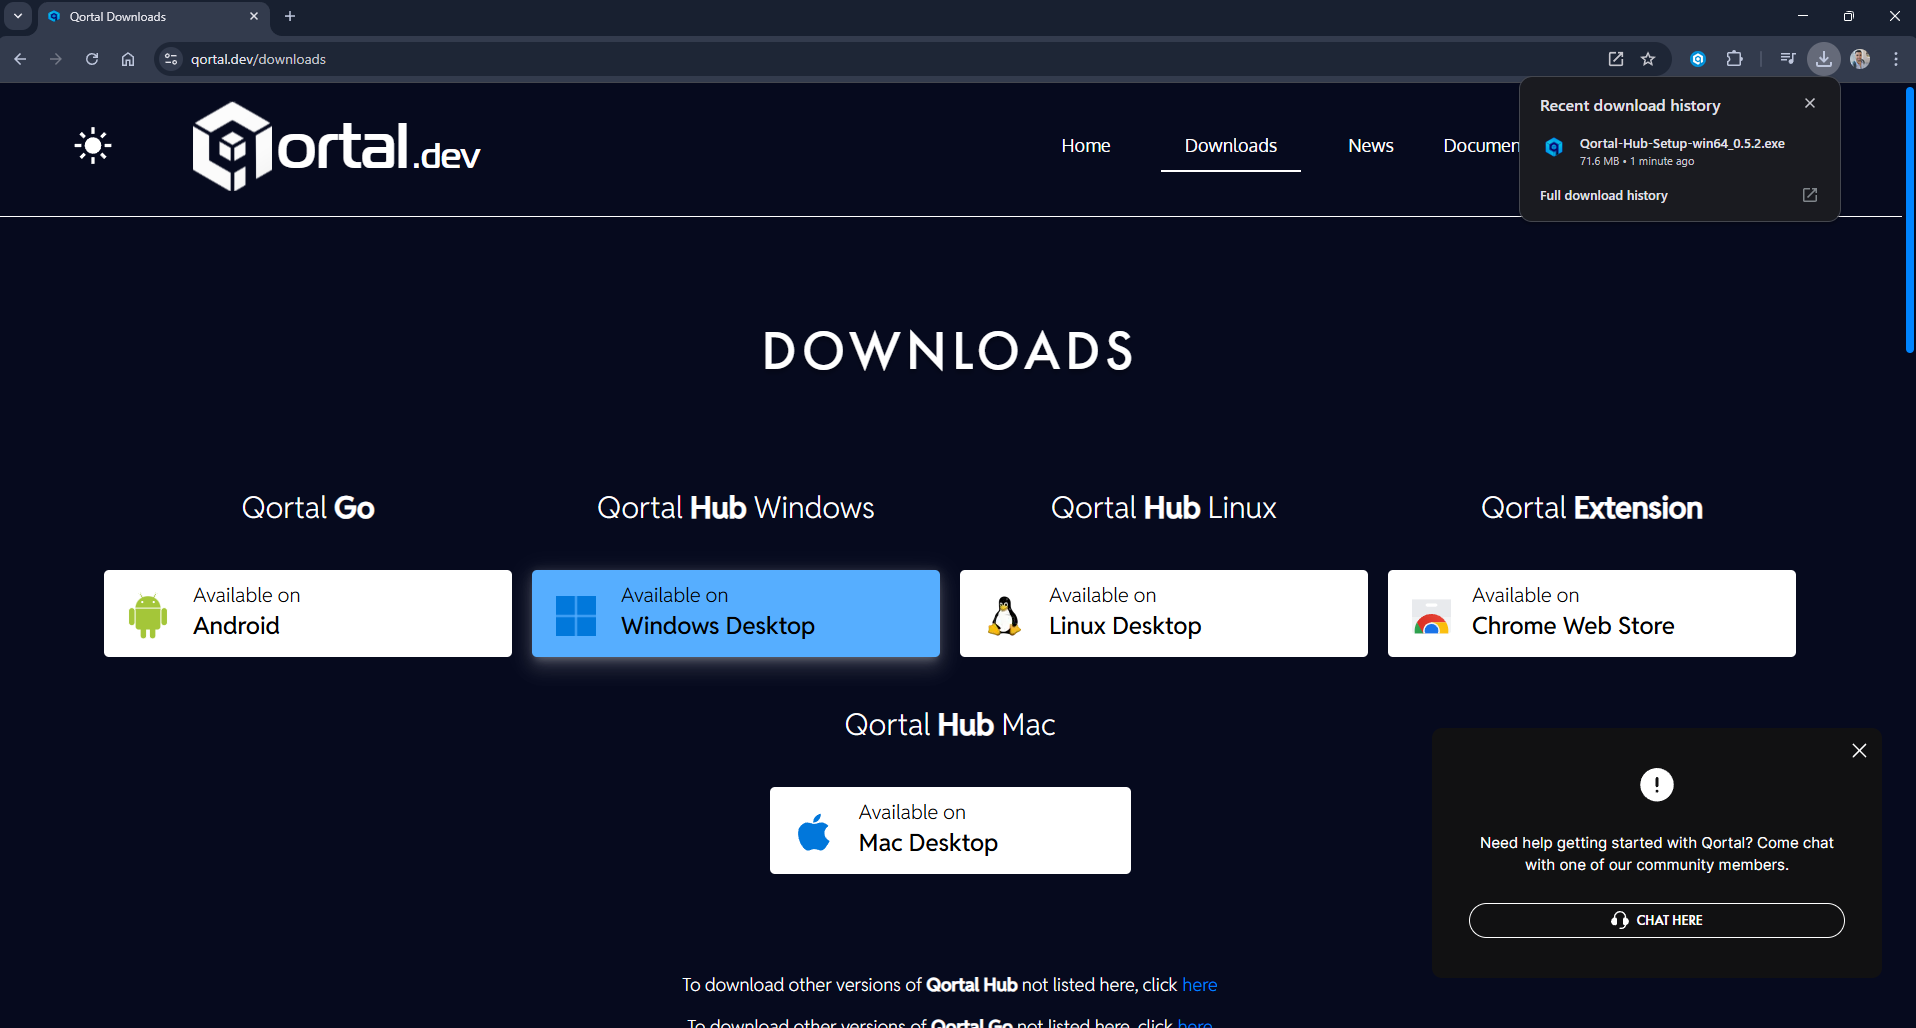 Qortal Downloads
qortal.dev/downloads
Recent download history
Qortal-Hub-Setup-win64_0.5.2.exe
71.6 MB • 1 minute ago
Full download history
qortal.dev
Home
Downloads
News
Documen
DOWNLOADS
Qortal Go
Qortal Hub Windows
Qortal Hub Linux
Qortal Extension
Available on
Android
Available on
Windows Desktop
Available on
Linux Desktop
Available on
Chrome Web Store
Qortal Hub Mac
Available on
Mac Desktop
Need help getting started with Qortal? Come chat
with one of our community members.
CHAT HERE
To download other versions of Qortal Hub not listed here, click here
To download other versions of Qortal Go not listed here, click here